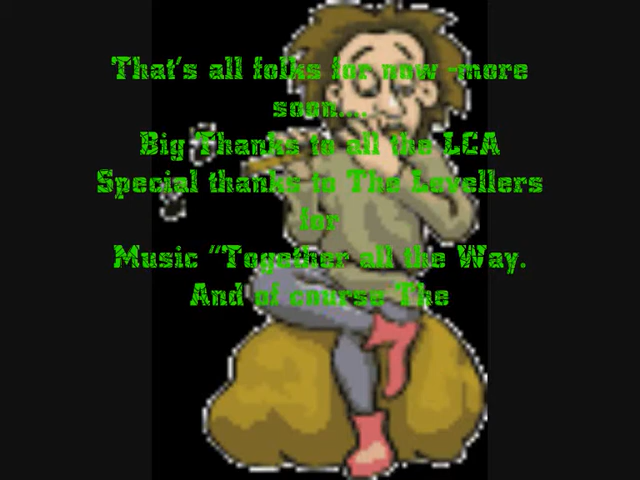 That's all folks for now -more
soon....
Big Thanks to all the LCA
Special thanks to The Levellers
for
Music "Together all the Way.
And of course The